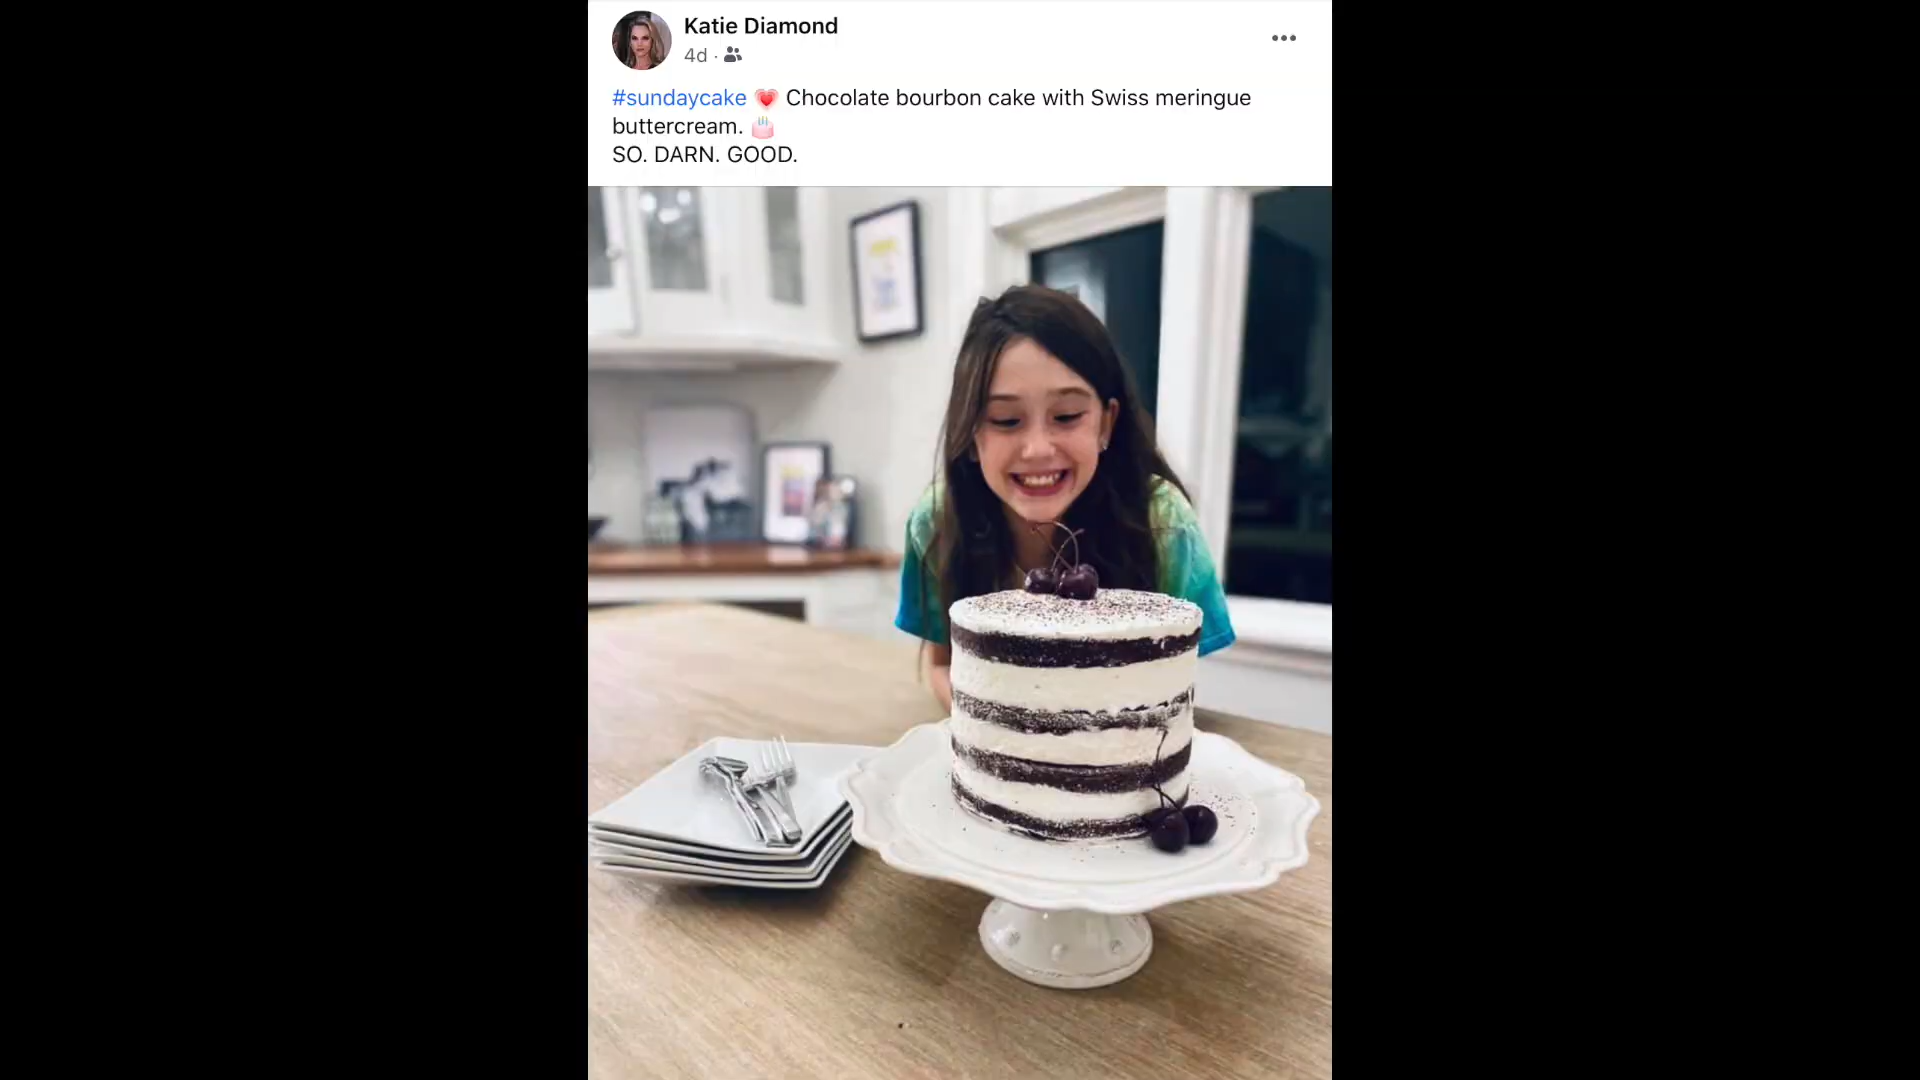 Katie Diamond
4d ·
#sundaycake 💗 Chocolate bourbon cake with Swiss meringue
buttercream. 🎂
SO. DARN. GOOD.